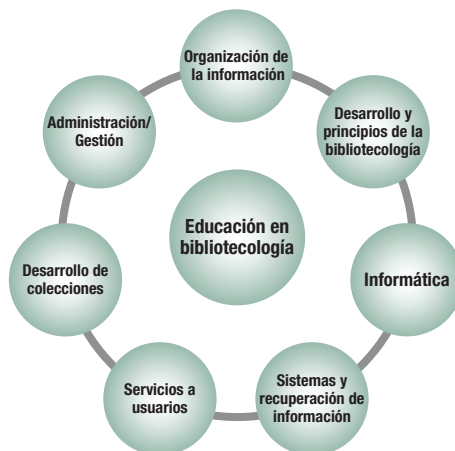 Organización de
la información
Desarrollo y
principios de la
bibliotecología
Informática
Sistemas y
recuperación de
información
Servicios a
usuarios
Desarrollo de
colecciones
Administración/
Gestión
Educación en
bibliotecología